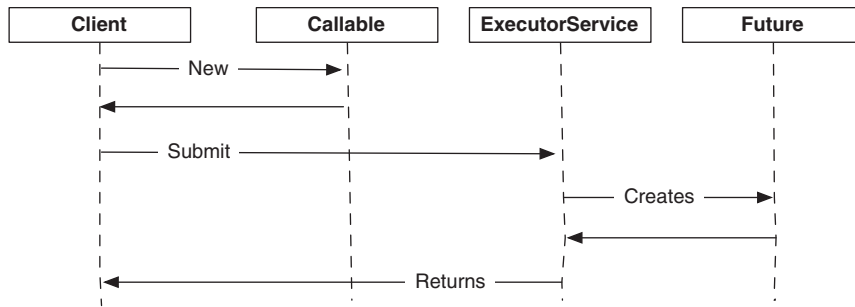 Client Callable ExecutorService Future
New
Submit
Creates
Returns